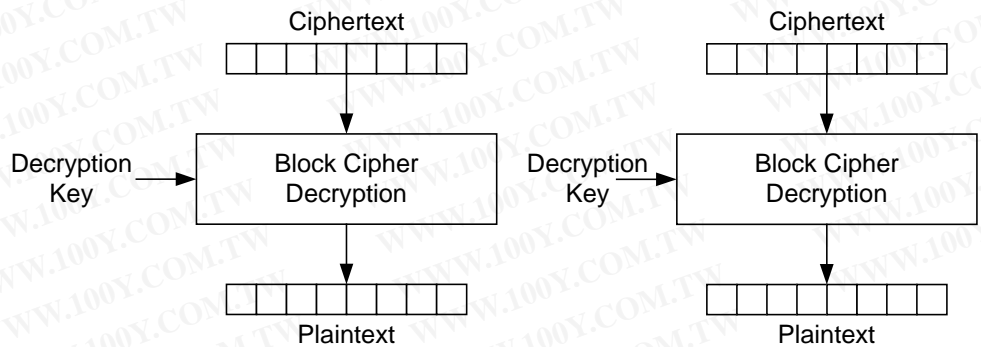 Ciphertext
Ciphertext
Decryption
Key
Block Cipher
Decryption
Decryption
Key
Block Cipher
Decryption
Plaintext
Plaintext
WWW.100Y.COM.TW